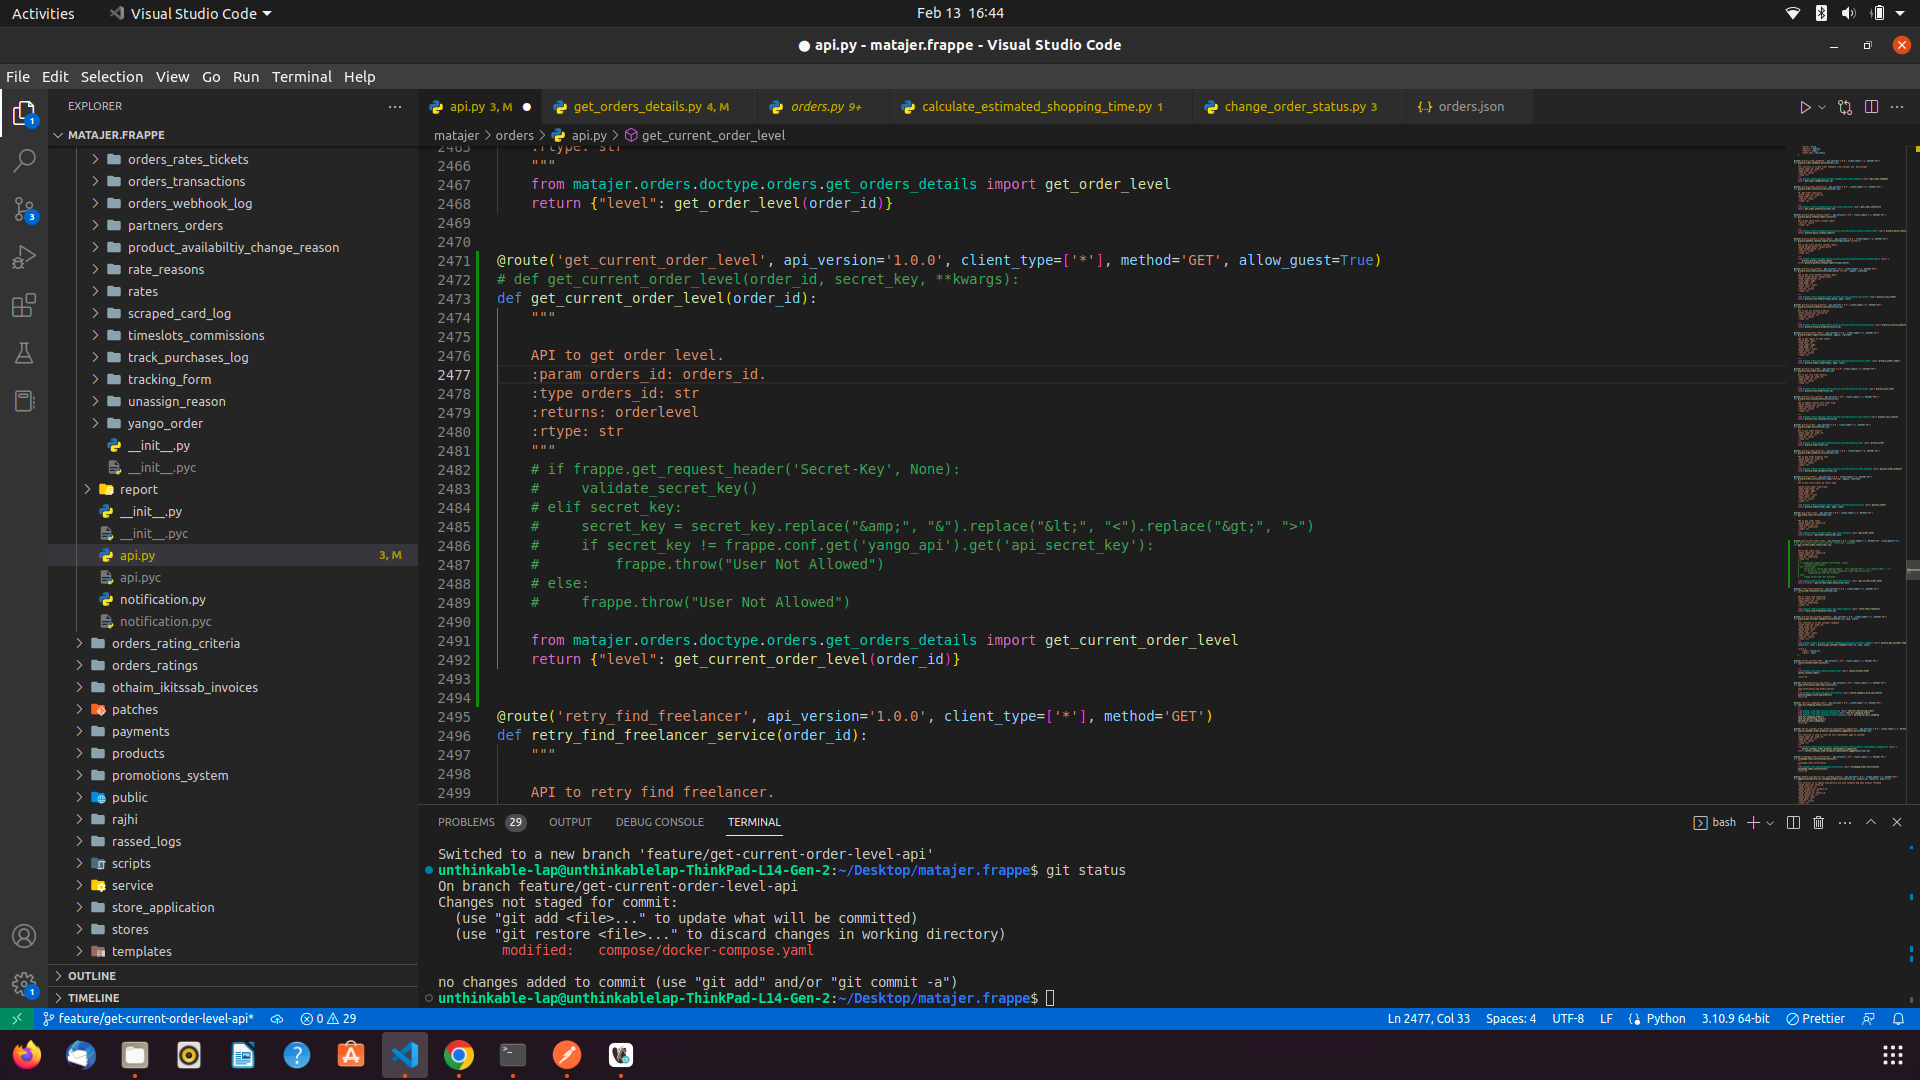 Activities
Visual Studio Code
Feb 13 16:44
api.py - matajer.frappe - Visual Studio Code
File Edit Selection View Go Run Terminal Help
EXPLORER
MATAJER.FRAPPE
orders_rates_tickets
orders_transactions
orders_webhook_log
partners_orders
product_availabiltiy_change_reason
rate_reasons
rates
scraped_card_log
timeslots_commissions
track_purchases_log
tracking_form
unassign_reason
yango_order
__init__.py
__init__.pyc
report
__init__.py
__init__.pyc
api.py 3, M
api.pyc
notification.py
notification.pyc
orders_rating_criteria
orders_ratings
othaim_ikitssab_invoices
patches
payments
products
promotions_system
public
rajhi
rassed_logs
scripts
service
store_application
stores
templates
OUTLINE
TIMELINE
1
3
1
api.py 3, M
get_orders_details.py 4, M
orders.py 9+
calculate_estimated_shopping_time.py 1
change_order_status.py 3
orders.json
matajer > orders > api.py > get_current_order_level
2465 :rtype: str
2466 """
2467 from matajer.orders.doctype.orders.get_orders_details import get_order_level
2468 return {"level": get_order_level(order_id)}
2469
2470
2471 @route('get_current_order_level', api_version='1.0.0', client_type=['*'], method='GET', allow_guest=True)
2472 # def get_current_order_level(order_id, secret_key, **kwargs):
2473 def get_current_order_level(order_id):
2474 """
2475
2476 API to get order level.
2477 :param orders_id: orders_id.
2478 :type orders_id: str
2479 :returns: orderlevel
2480 :rtype: str
2481 """
2482 # if frappe.get_request_header('Secret-Key', None):
2483 # validate_secret_key()
2484 # elif secret_key:
2485 # secret_key = secret_key.replace("&amp;", "&").replace("&lt;", "<").replace("&gt;", ">")
2486 # if secret_key != frappe.conf.get('yango_api').get('api_secret_key'):
2487 # frappe.throw("User Not Allowed")
2488 # else:
2489 # frappe.throw("User Not Allowed")
2490
2491 from matajer.orders.doctype.orders.get_orders_details import get_current_order_level
2492 return {"level": get_current_order_level(order_id)}
2493
2494
2495 @route('retry_find_freelancer', api_version='1.0.0', client_type=['*'], method='GET')
2496 def retry_find_freelancer_service(order_id):
2497 """
2498
2499 API to retry find freelancer.
PROBLEMS 29 OUTPUT DEBUG CONSOLE TERMINAL
bash
Switched to a new branch 'feature/get-current-order-level-api'
unthinkable-lap@unthinkablelap-ThinkPad-L14-Gen-2:~/Desktop/matajer.frappe$ git status
On branch feature/get-current-order-level-api
Changes not staged for commit:
(use "git add <file>..." to update what will be committed)
(use "git restore <file>..." to discard changes in working directory)
modified: compose/docker-compose.yaml
no changes added to commit (use "git add" and/or "git commit -a")
unthinkable-lap@unthinkablelap-ThinkPad-L14-Gen-2:~/Desktop/matajer.frappe$
feature/get-current-order-level-api* 0 29
Ln 2477, Col 33 Spaces: 4 UTF-8 LF Python 3.10.9 64-bit Prettier